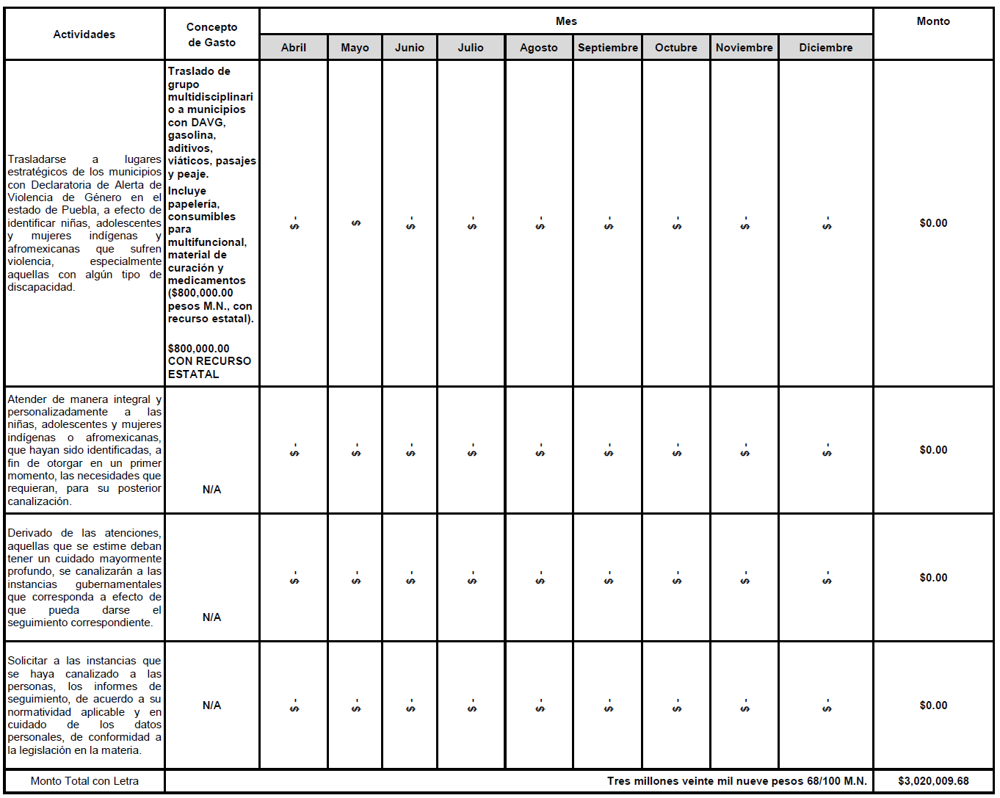 Actividades
Concepto
de Gasto
Mes
Monto
Abril Mayo Junio Julio Agosto Septiembre Octubre Noviembre Diciembre
Trasladarse a lugares
estratégicos de los municipios
con Declaratoria de Alerta de
Violencia de Género en el
estado de Puebla, a efecto de
identificar niñas, adolescentes
y mujeres indígenas y
afromexicanas que sufren
violencia, especialmente
aquellas con algún tipo de
discapacidad.
Traslado de
grupo
multidisciplinari
o a municipios
con DAVG,
gasolina,
aditivos,
viáticos, pasajes
y peaje.
Incluye
papelería,
consumibles
para
multifuncional,
material de
curación y
medicamentos
($800,000.00
pesos M.N., con
recurso estatal).
$800,000.00
CON RECURSO
ESTATAL
$ - $ $ - $ - $ - $ - $ - $ - $ - $0.00
Atender de manera integral y
personalizadamente a las
niñas, adolescentes y mujeres
indígenas o afromexicanas,
que hayan sido identificadas, a
fin de otorgar en un primer
momento, las necesidades que
requieran, para su posterior
canalización.
N/A
$ - $ - $ - $ - $ - $ - $ - $ - $ - $0.00
Derivado de las atenciones,
aquellas que se estime deban
tener un cuidado mayormente
profundo, se canalizarán a las
instancias gubernamentales
que corresponda a efecto de
que pueda darse el
seguimiento correspondiente.
N/A
$ - $ - $ - $ - $ - $ - $ - $ - $ - $0.00
Solicitar a las instancias que
se haya canalizado a las
personas, los informes de
seguimiento, de acuerdo a su
normatividad aplicable y en
cuidado de los datos
personales, de conformidad a
la legislación en la materia.
N/A
$ - $ - $ - $ - $ - $ - $ - $ - $ - $0.00
Monto Total con Letra Tres millones veinte mil nueve pesos 68/100 M.N. $3,020,009.68